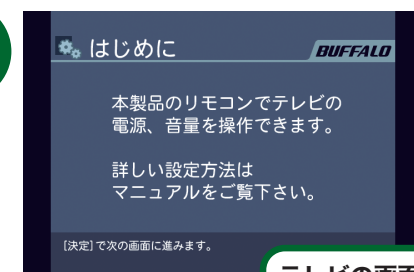 はじめに
BUFFALO
本製品のリモコンでテレビの
電源、音量を操作できます。
詳しい設定方法は
マニュアルをご覧下さい。
[決定]で次の画面に進みます。
テレビの画面